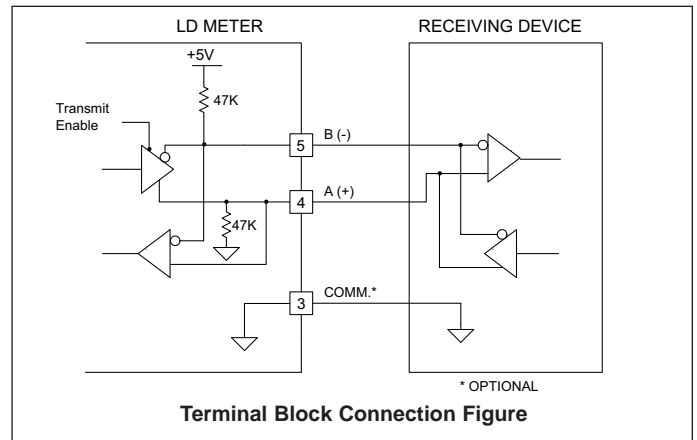 LD METER
RECEIVING DEVICE
+5V
47K
Transmit
Enable
5
B (-)
4
A (+)
47K
3
COMM.*
* OPTIONAL
Terminal Block Connection Figure